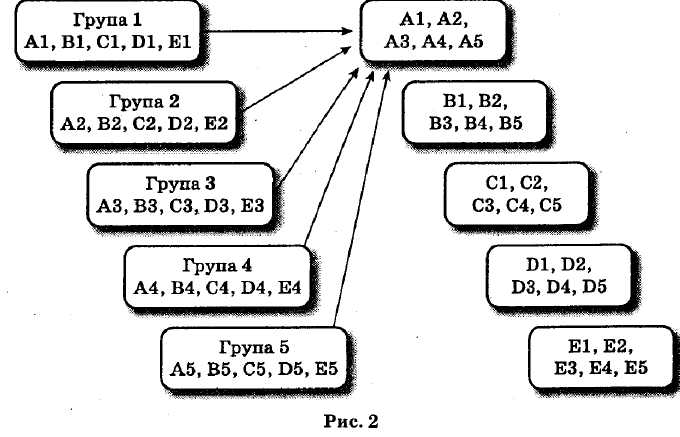 Група 1
A1, B1, C1, D1, E1
A1, A2,
A3, A4, A5
Група 2
A2, B2, C2, D2, E2
B1, B2,
B3, B4, B5
Група 3
A3, B3, C3, D3, E3
C1, C2,
C3, C4, C5
Група 4
A4, B4, C4, D4, E4
D1, D2,
D3, D4, D5
Група 5
A5, B5, C5, D5, E5
E1, E2,
E3, E4, E5
Рис. 2